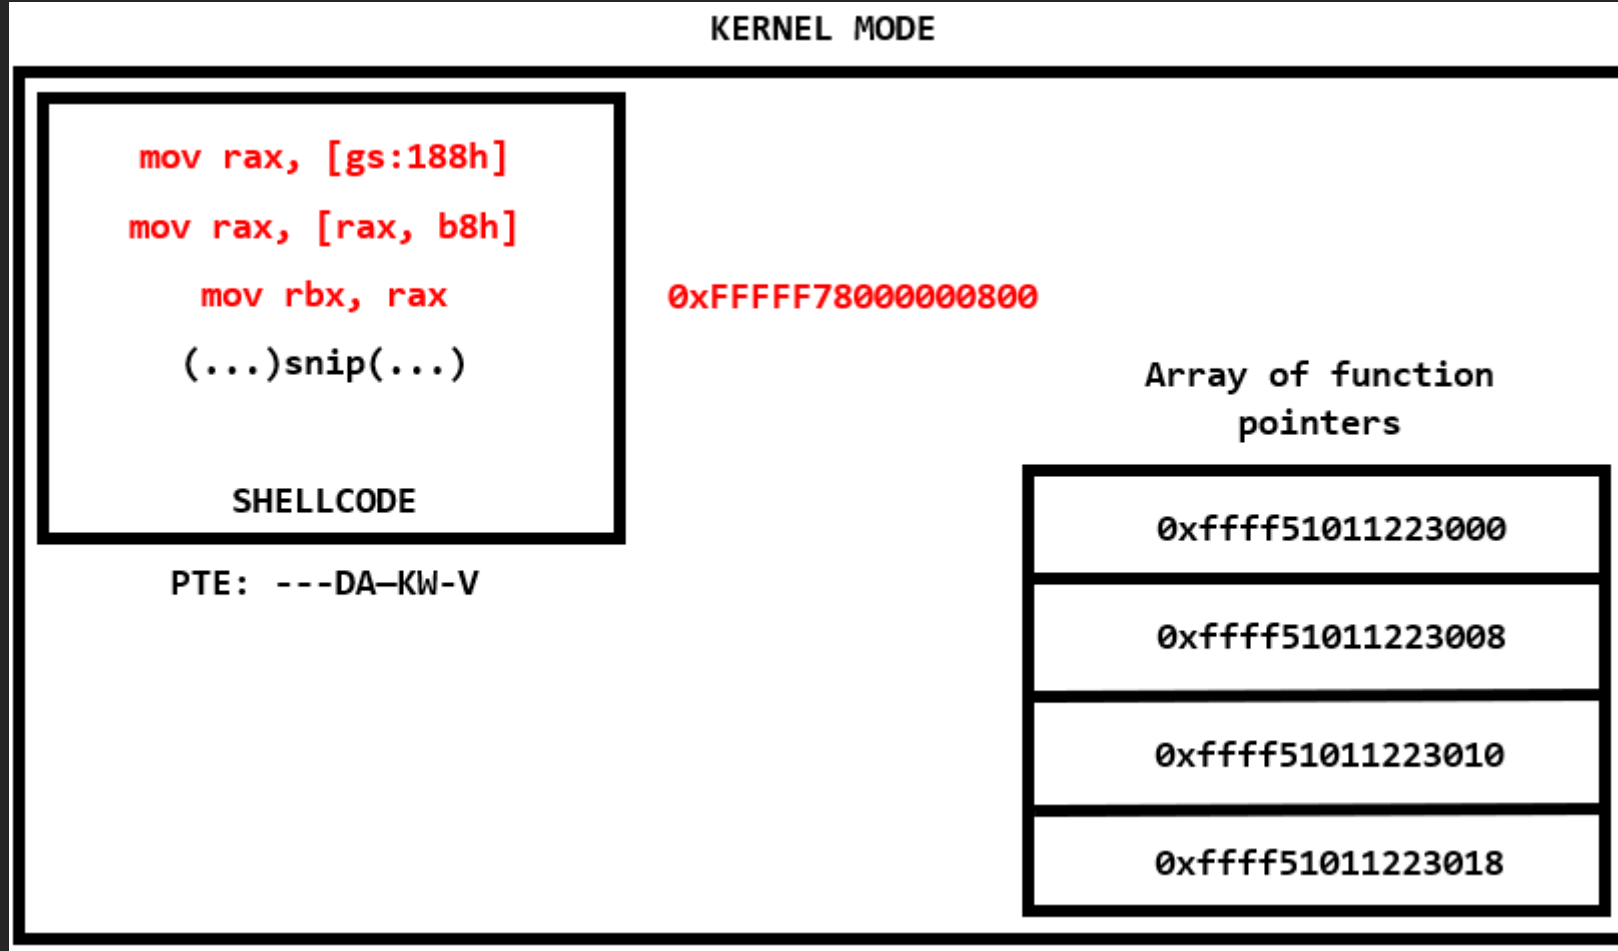 KERNEL MODE
mov rax, [gs:188h]
mov rax, [rax, b8h]
mov rbx, rax
(...)snip(...)
SHELLCODE
PTE: ---DA—KW-V
0xFFFFF78000000800
Array of function
pointers
0xffff51011223000
0xffff51011223008
0xffff51011223010
0xffff51011223018